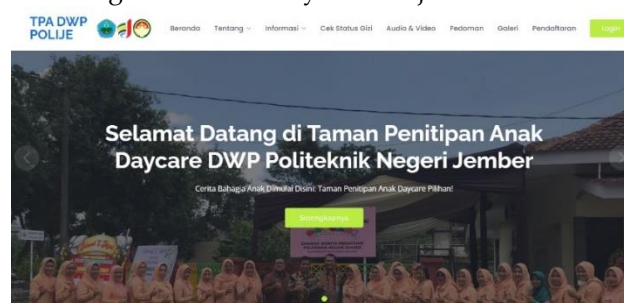 TPA DWP
POLIJE
Beranda Tentang Informasi Cek Status Gizi Audio & Video Pedoman Galeri Pendaftaran Login
Selamat Datang di Taman Penitipan Anak
Daycare DWP Politeknik Negeri Jember
Cerita Bahagia Anak Dimulai Disini: Taman Penitipan Anak Daycare Pilihan!
Selengkapnya